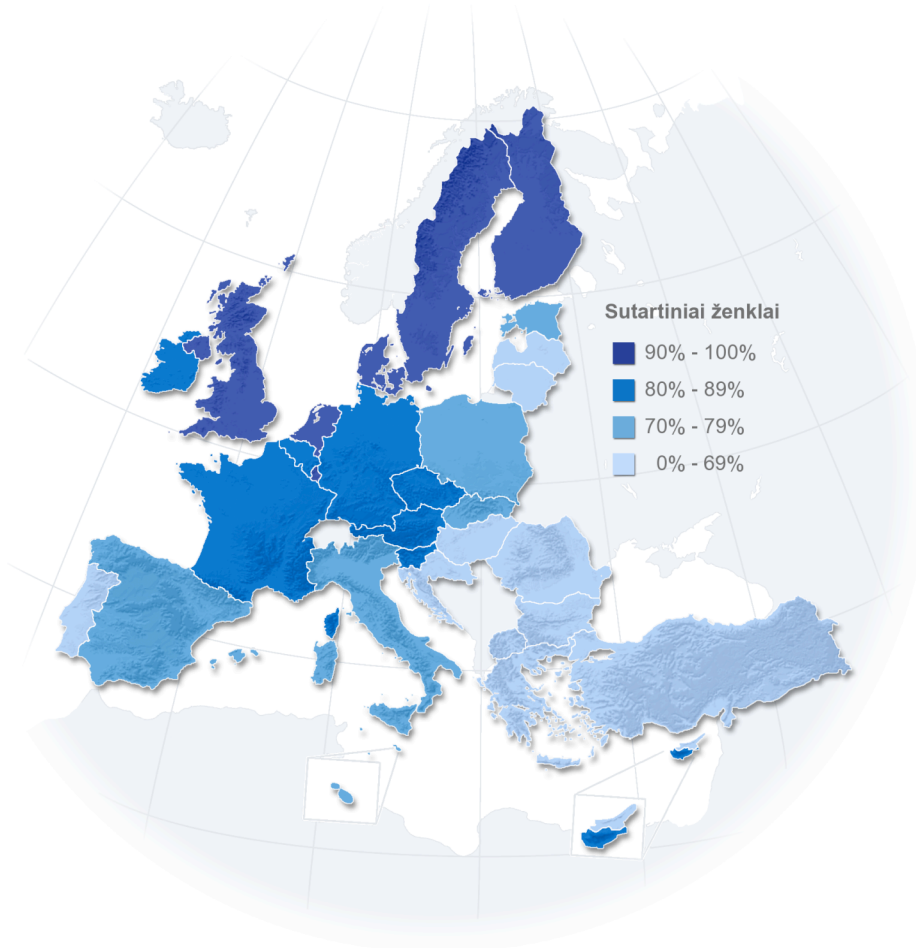 Sutartiniai ženklai
90% - 100%
80% - 89%
70% - 79%
0% - 69%